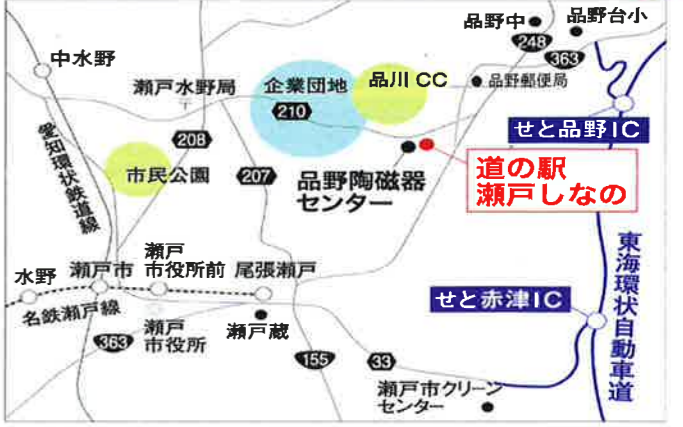 品野中
品野台小
248
363
中水野
瀬戸水野局
企業団地
品川 CC
品野郵便局
210
せと品野IC
208
道の駅
瀬戸しなの
愛知環状鉄道線
市民公園
207
品野陶磁器
センター
東海環状自動車道
水野
瀬戸市
瀬戸
市役所前
尾張瀬戸
せと赤津IC
名鉄瀬戸線
瀬戸
市役所
瀬戸蔵
363
155
33
瀬戸市クリーン
センター